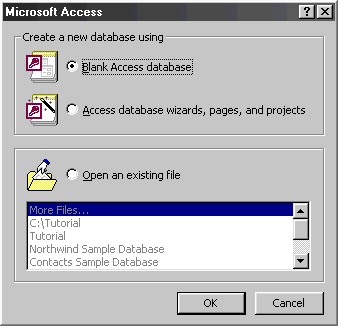 Microsoft Access
Create a new database using
Blank Access database
Access database wizards, pages, and projects
Open an existing file
More Files...
C:\Tutorial
Tutorial
Northwind Sample Database
Contacts Sample Database
OK
Cancel